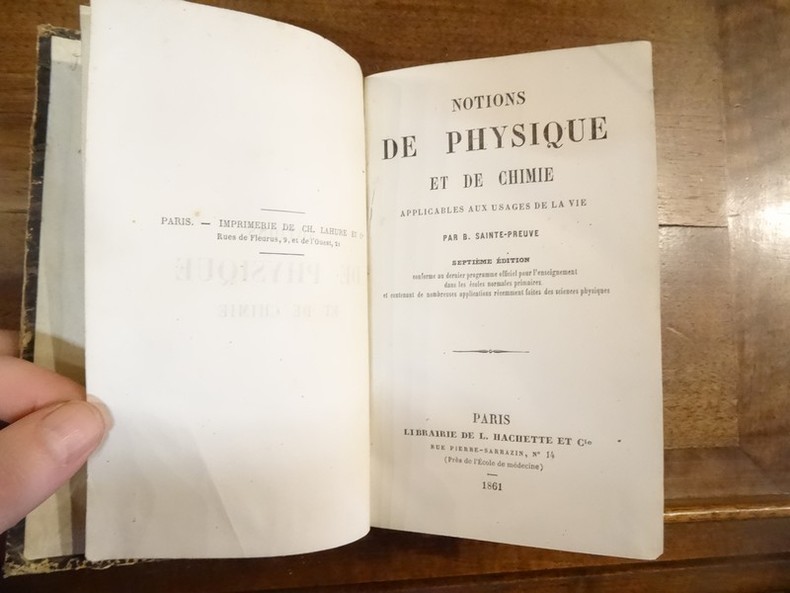 PARIS. — IMPRIMERIE DE CH. LAHURE ET Cie
Rues de Fleurus, 9, et de l'Ouest, 21
NOTIONS
DE PHYSIQUE
ET DE CHIMIE
APPLICABLES AUX USAGES DE LA VIE
PAR B. SAINTE-PREUVE
SEPTIÈME ÉDITION
conforme au dernier programme officiel pour l'enseignement
dans les écoles normales primaires
et contenant de nombreuses applications récemment faites des sciences physiques
PARIS
LIBRAIRIE DE L. HACHETTE ET Cie
RUE PIERRE-SARRAZIN, N° 14
(Près de l'École de médecine)
1861